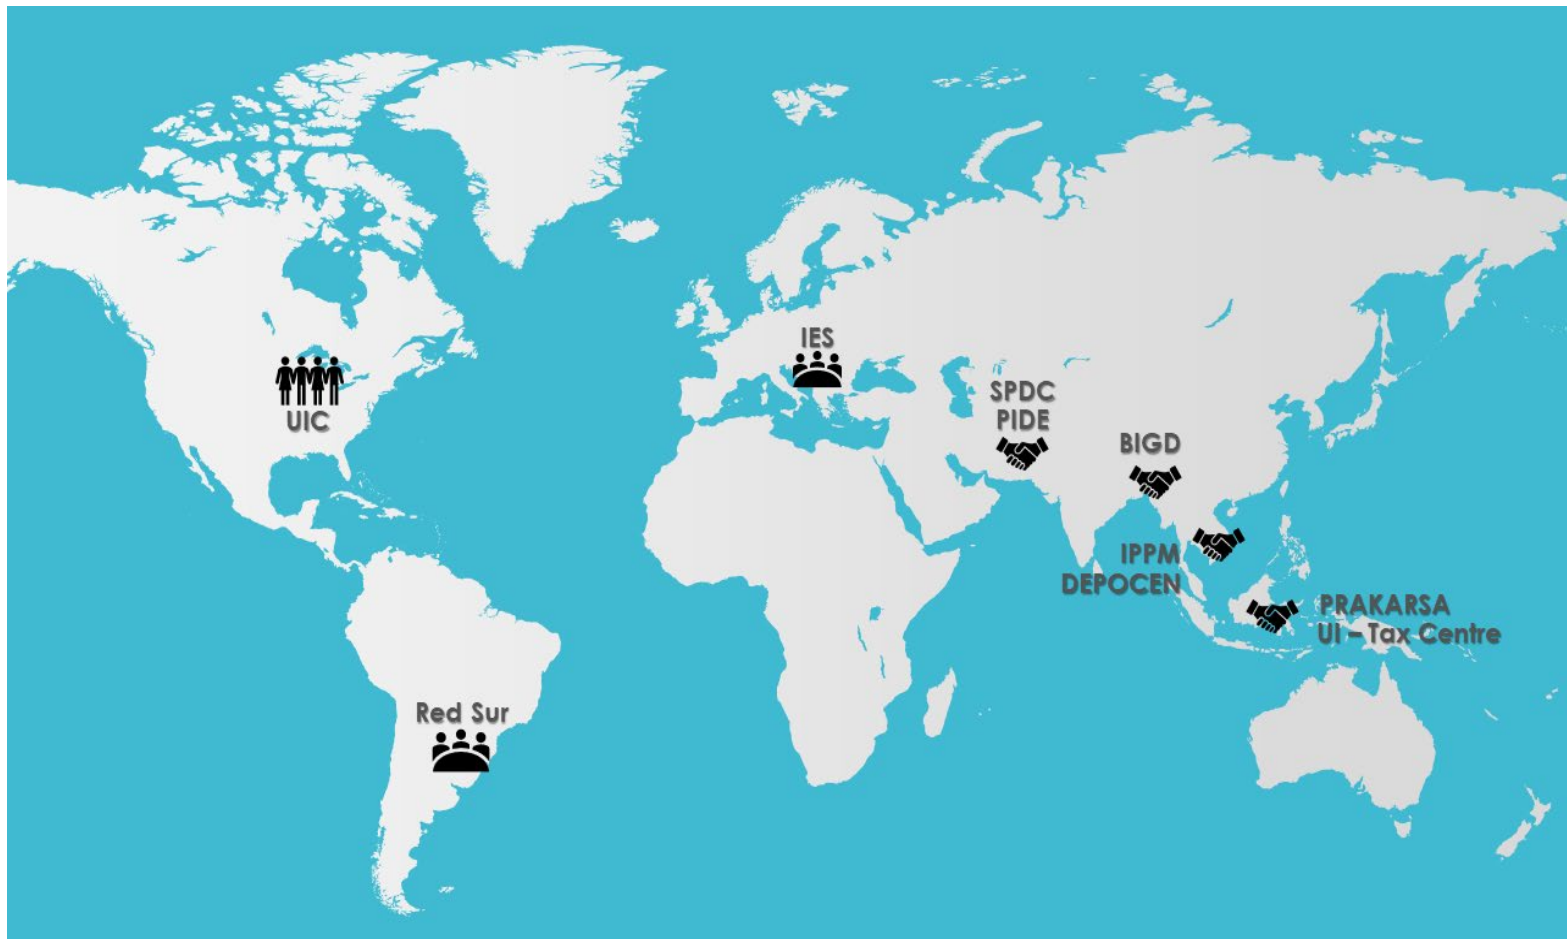 IES
UIC
SPDC
PIDE
BIGD
IPPM
DEPOCEN
PRAKARSA
UI – Tax Centre
Red Sur